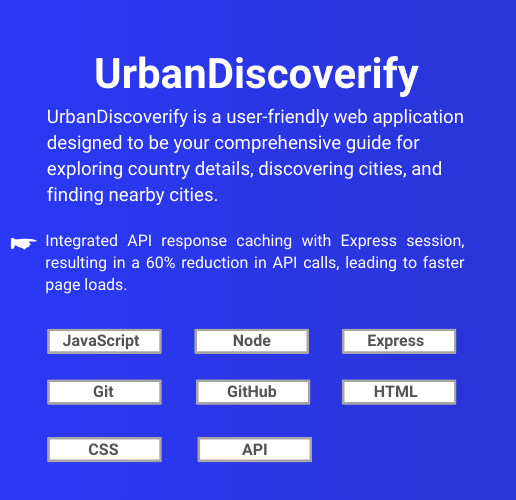 UrbanDiscoverify
UrbanDiscoverify is a user-friendly web application
designed to be your comprehensive guide for
exploring country details, discovering cities, and
finding nearby cities.
Integrated API response caching with Express session,
resulting in a 60% reduction in API calls, leading to faster
page loads.
JavaScript Node Express
Git GitHub HTML
CSS API